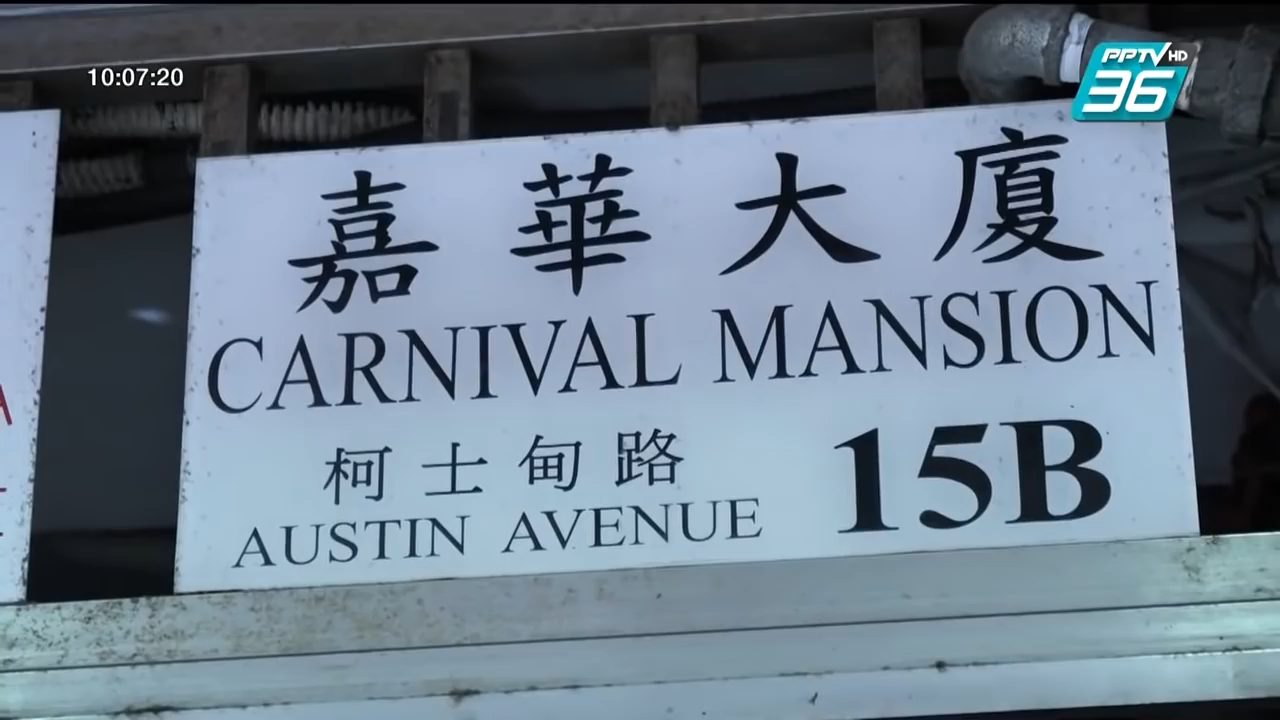 10:07:20
PPTV HD
36
嘉華大廈
CARNIVAL MANSION
柯士甸路
AUSTIN AVENUE
15B